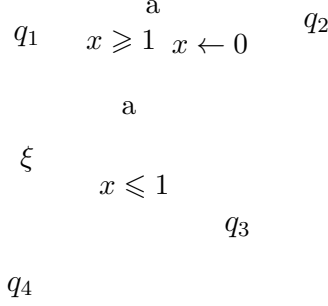 a
q₁ x ⩾ 1 x ← 0 q₂
a
ξ
x ⩽ 1
q₃
q₄